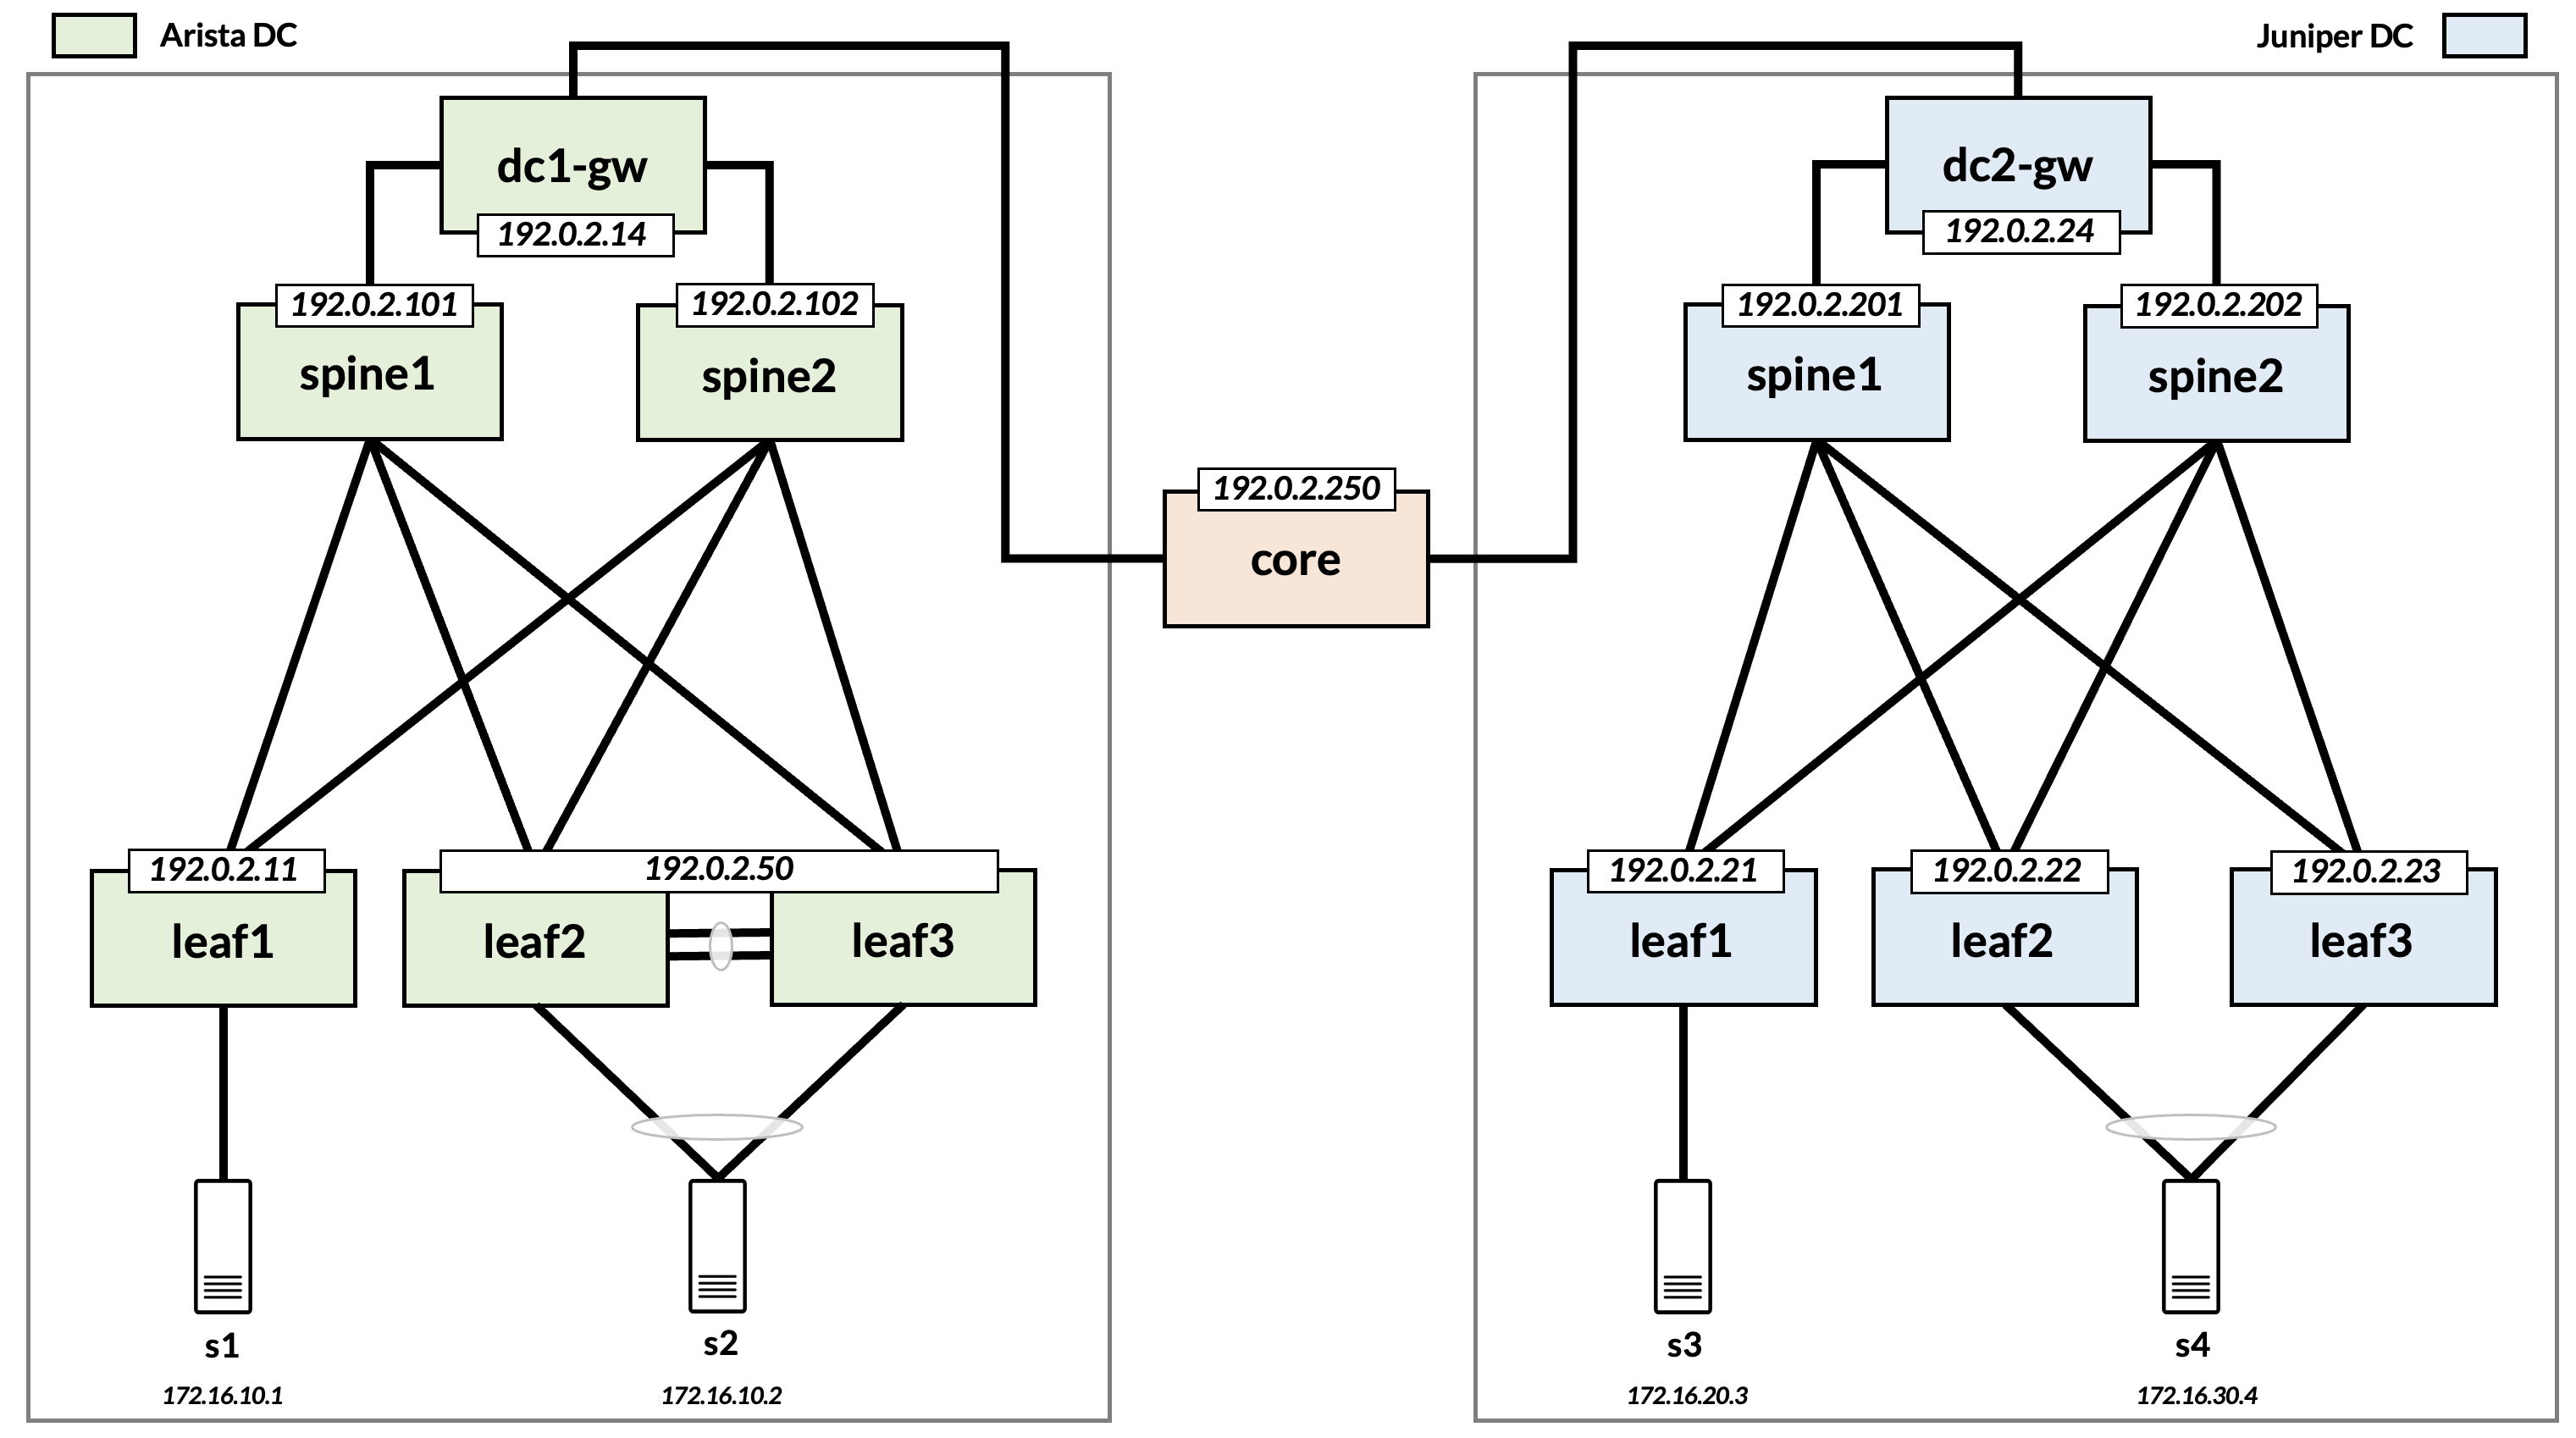 Arista DC
Juniper DC
dc1-gw
192.0.2.14
dc2-gw
192.0.2.24
192.0.2.101
spine1
192.0.2.102
spine2
192.0.2.201
spine1
192.0.2.202
spine2
192.0.2.250
core
192.0.2.11
leaf1
192.0.2.50
leaf2
leaf3
192.0.2.21
leaf1
192.0.2.22
leaf2
192.0.2.23
leaf3
s1
172.16.10.1
s2
172.16.10.2
s3
172.16.20.3
s4
172.16.30.4